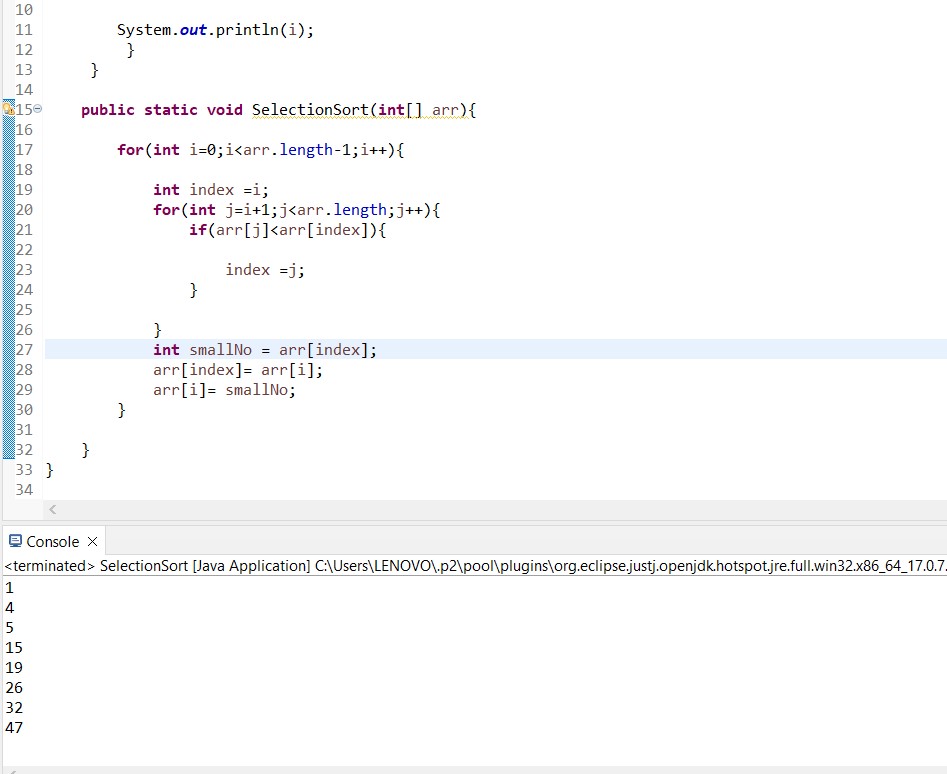 10
11 System.out.println(i);
12 }
13 }
14
15 public static void SelectionSort(int[] arr){
16
17 for(int i=0;i<arr.length-1;i++){
18
19 int index =i;
20 for(int j=i+1;j<arr.length;j++){
21 if(arr[j]<arr[index]){
22
23 index =j;
24 }
25
26 }
27 int smallNo = arr[index];
28 arr[index]= arr[i];
29 arr[i]= smallNo;
30 }
31
32 }
33 }
34
Console
<terminated> SelectionSort [Java Application] C:\Users\LENOVO\.p2\pool\plugins\org.eclipse.justj.openjdk.hotspot.jre.full.win32.x86_64_17.0.7.
1
4
5
15
19
26
32
47